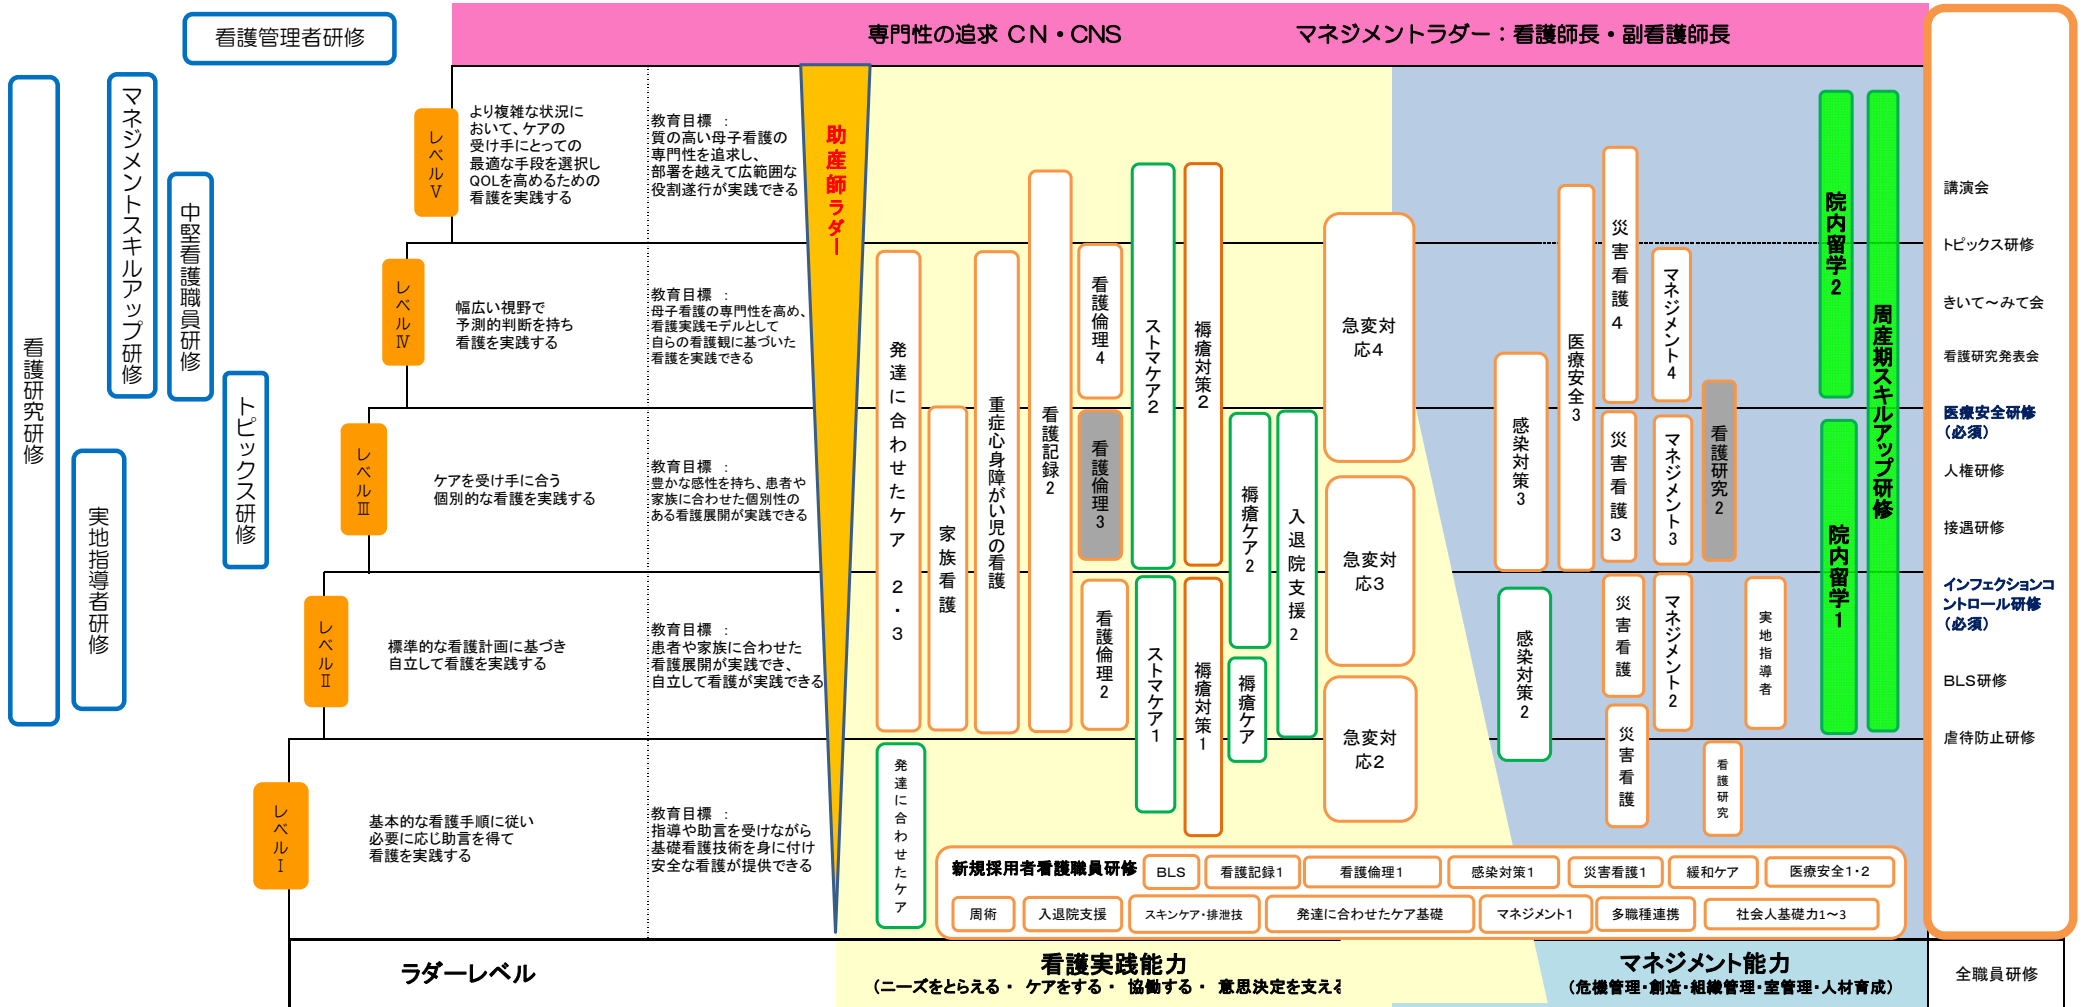 看護管理者研修
専門性の追求 ＣＮ・ＣＮＳ
マネジメントラダー：看護師長・副看護師長
看護研究研修
マネジメントスキルアップ研修
中堅看護職員研修
トピックス研修
実地指導者研修
レベルⅤ
より複雑な状況に
おいて、ケアの
受け手にとっての
最適な手段を選択し
QOLを高めるための
看護を実践する
教育目標 ：
質の高い母子看護の
専門性を追求し、
部署を越えて広範囲な
役割遂行が実践できる
レベルⅣ
幅広い視野で
予測的判断を持ち
看護を実践する
教育目標 ：
母子看護の専門性を高め、
看護実践モデルとして
自らの看護観に基づいた
看護を実践できる
レベルⅢ
ケアを受け手に合う
個別的な看護を実践する
教育目標 ：
豊かな感性を持ち、患者や
家族に合わせた個別性の
ある看護展開が実践できる
レベルⅡ
標準的な看護計画に基づき
自立して看護を実践する
教育目標 ：
患者や家族に合わせた
看護展開が実践でき、
自立して看護が実践できる
レベルⅠ
基本的な看護手順に従い
必要に応じ助言を得て
看護を実践する
教育目標 ：
指導や助言を受けながら
基礎看護技術を身に付け
安全な看護が提供できる
助産師ラダー
発達に合わせたケア ２・３
発達に合わせたケア
家族看護
重症心身障がい児の看護
看護記録2
看護倫理4
看護倫理3
看護倫理2
ストマケア2
ストマケア1
褥瘡対策2
褥瘡対策1
褥瘡ケア2
褥瘡ケア
入退院支援2
急変対
応4
急変対
応3
急変対
応2
感染対策3
感染対策2
医療安全3
災害看護4
災害看護3
災害看護
災害看護
マネジメント4
マネジメント3
マネジメント2
看護研究2
看護研究
実地指導者
院内留学2
院内留学1
周産期スキルアップ研修
講演会
トピックス研修
きいて～みて会
看護研究発表会
医療安全研修
（必須）
人権研修
接遇研修
インフェクションコ
ントロール研修
（必須）
BLS研修
虐待防止研修
新規採用者看護職員研修
BLS
看護記録1
看護倫理1
感染対策1
災害看護1
緩和ケア
医療安全1・2
周術
入退院支援
スキンケア・排泄技
発達に合わせたケア基礎
マネジメント1
多職種連携
社会人基礎力1～3
ラダーレベル
看護実践能力
（ニーズをとらえる・ ケアをする・ 協働する・ 意思決定を支える
マネジメント能力
（危機管理・創造・組織管理・室管理・人材育成）
全職員研修